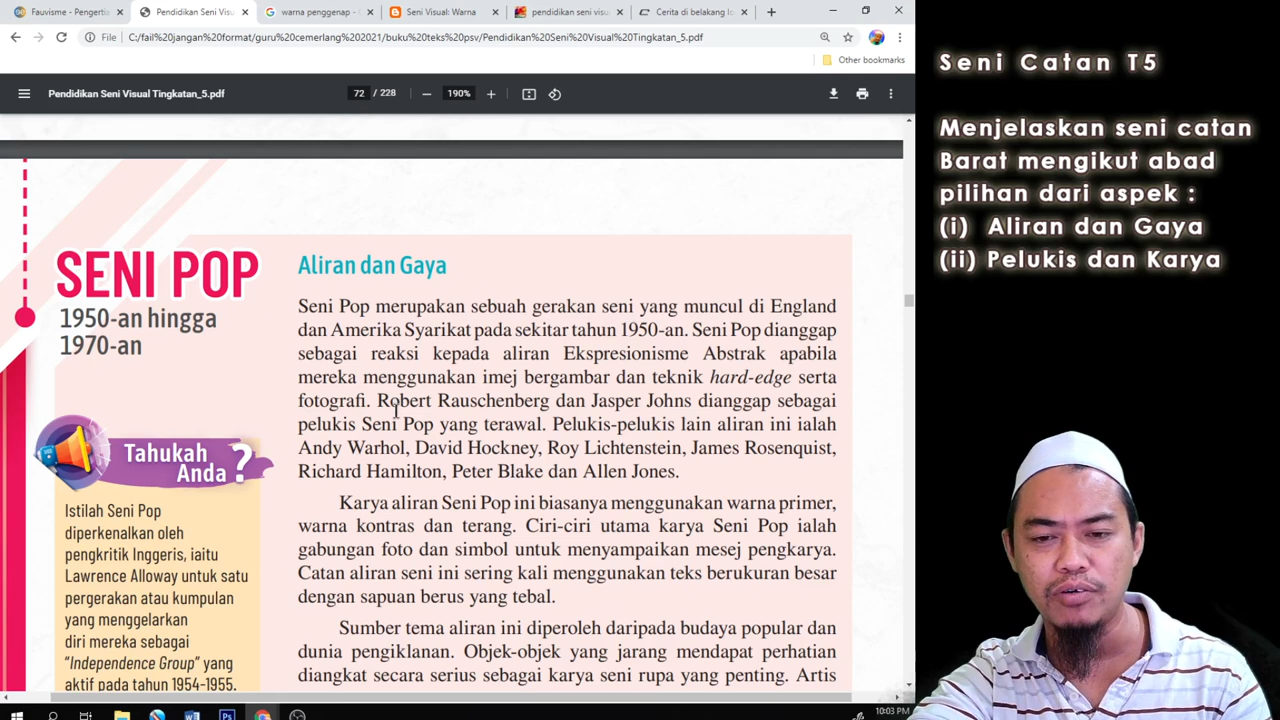 Fauvisme - Pengertia
Pendidikan Seni Visu
warna penggenap -
Seni Visual: Warna
pendidikan seni visu
Cerita di belakang lo
File
C:/fail%20jangan%20format/guru%20cemerlang%202021/buku%20teks%20psv/Pendidikan%20Seni%20Visual%20Tingkatan_5.pdf
Other bookmarks
Pendidikan Seni Visual Tingkatan_5.pdf
72 / 228
190%
SENI POP
1950-an hingga
1970-an
Tahukah
Anda ?
Istilah Seni Pop
diperkenalkan oleh
pengkritik Inggeris, iaitu
Lawrence Alloway untuk satu
pergerakan atau kumpulan
yang menggelarkan
diri mereka sebagai
“Independence Group” yang
aktif pada tahun 1954-1955.
Aliran dan Gaya
Seni Pop merupakan sebuah gerakan seni yang muncul di England
dan Amerika Syarikat pada sekitar tahun 1950-an. Seni Pop dianggap
sebagai reaksi kepada aliran Ekspresionisme Abstrak apabila
mereka menggunakan imej bergambar dan teknik hard-edge serta
fotografi. Robert Rauschenberg dan Jasper Johns dianggap sebagai
pelukis Seni Pop yang terawal. Pelukis-pelukis lain aliran ini ialah
Andy Warhol, David Hockney, Roy Lichtenstein, James Rosenquist,
Richard Hamilton, Peter Blake dan Allen Jones.
Karya aliran Seni Pop ini biasanya menggunakan warna primer,
warna kontras dan terang. Ciri-ciri utama karya Seni Pop ialah
gabungan foto dan simbol untuk menyampaikan mesej pengkarya.
Catan aliran seni ini sering kali menggunakan teks berukuran besar
dengan sapuan berus yang tebal.
Sumber tema aliran ini diperoleh daripada budaya popular dan
dunia pengiklanan. Objek-objek yang jarang mendapat perhatian
diangkat secara serius sebagai karya seni rupa yang penting. Artis
10:03 PM
Seni Catan T5
Menjelaskan seni catan
Barat mengikut abad
pilihan dari aspek :
(i) Aliran dan Gaya
(ii) Pelukis dan Karya